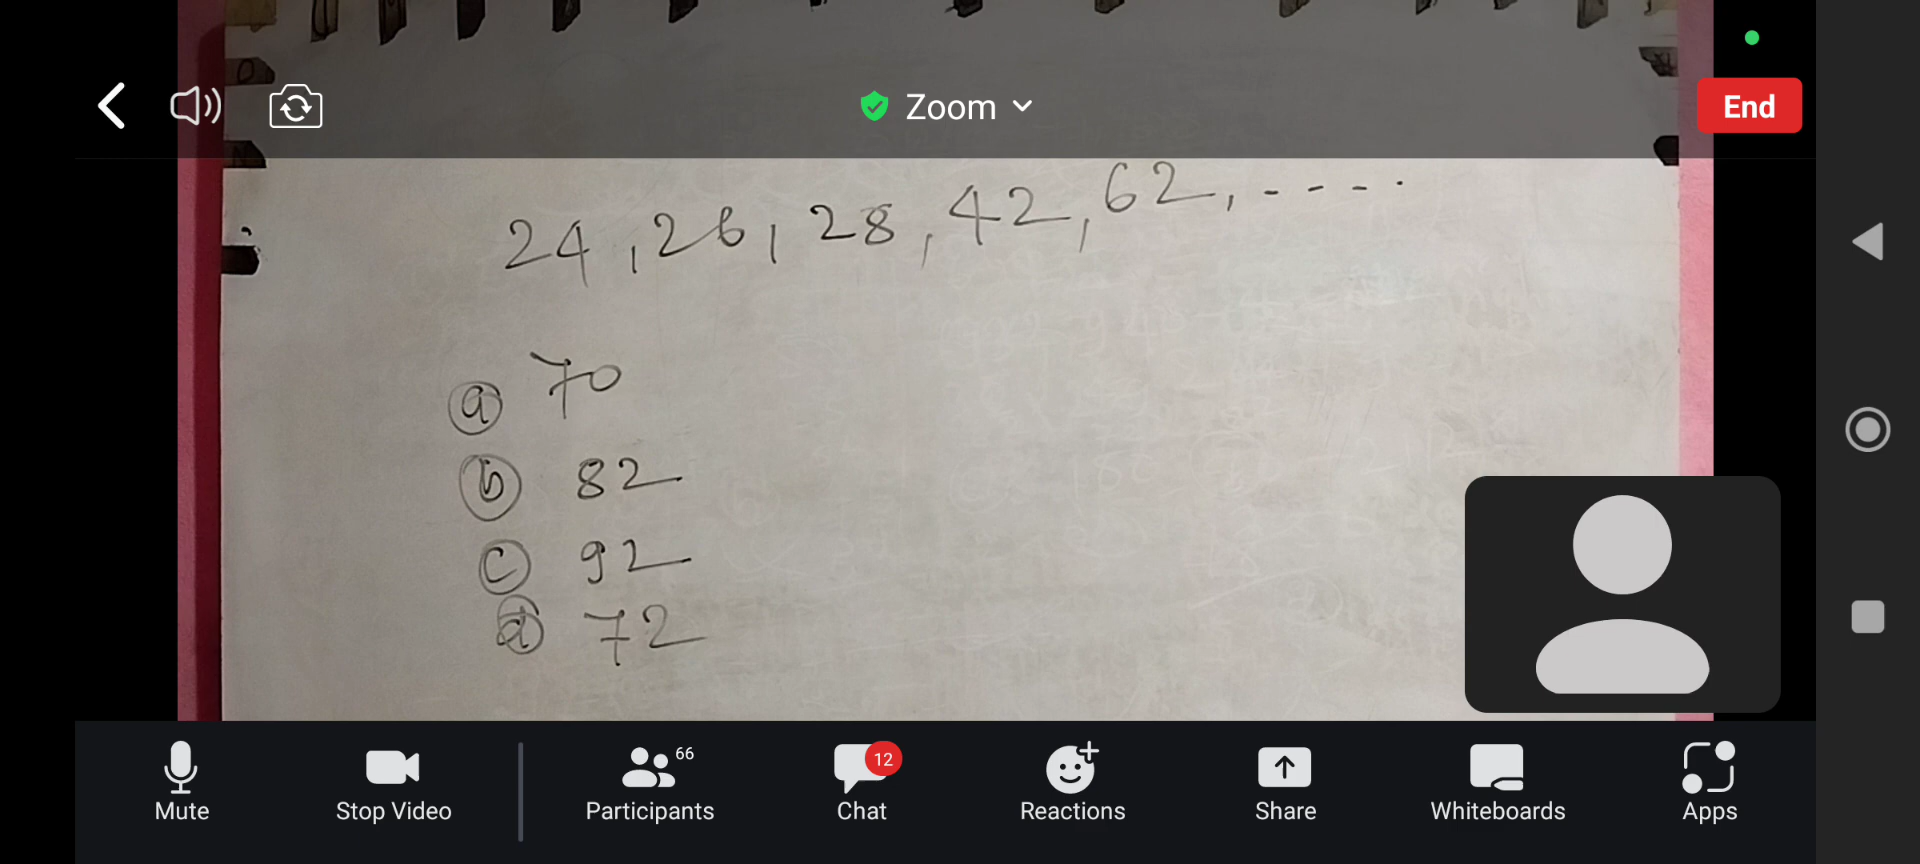 Zoom
End
24, 26, 28, 42, 62, - - - -
a 70
b 82
c 92
d 72
Mute
Stop Video
66
Participants
12
Chat
Reactions
Share
Whiteboards
Apps